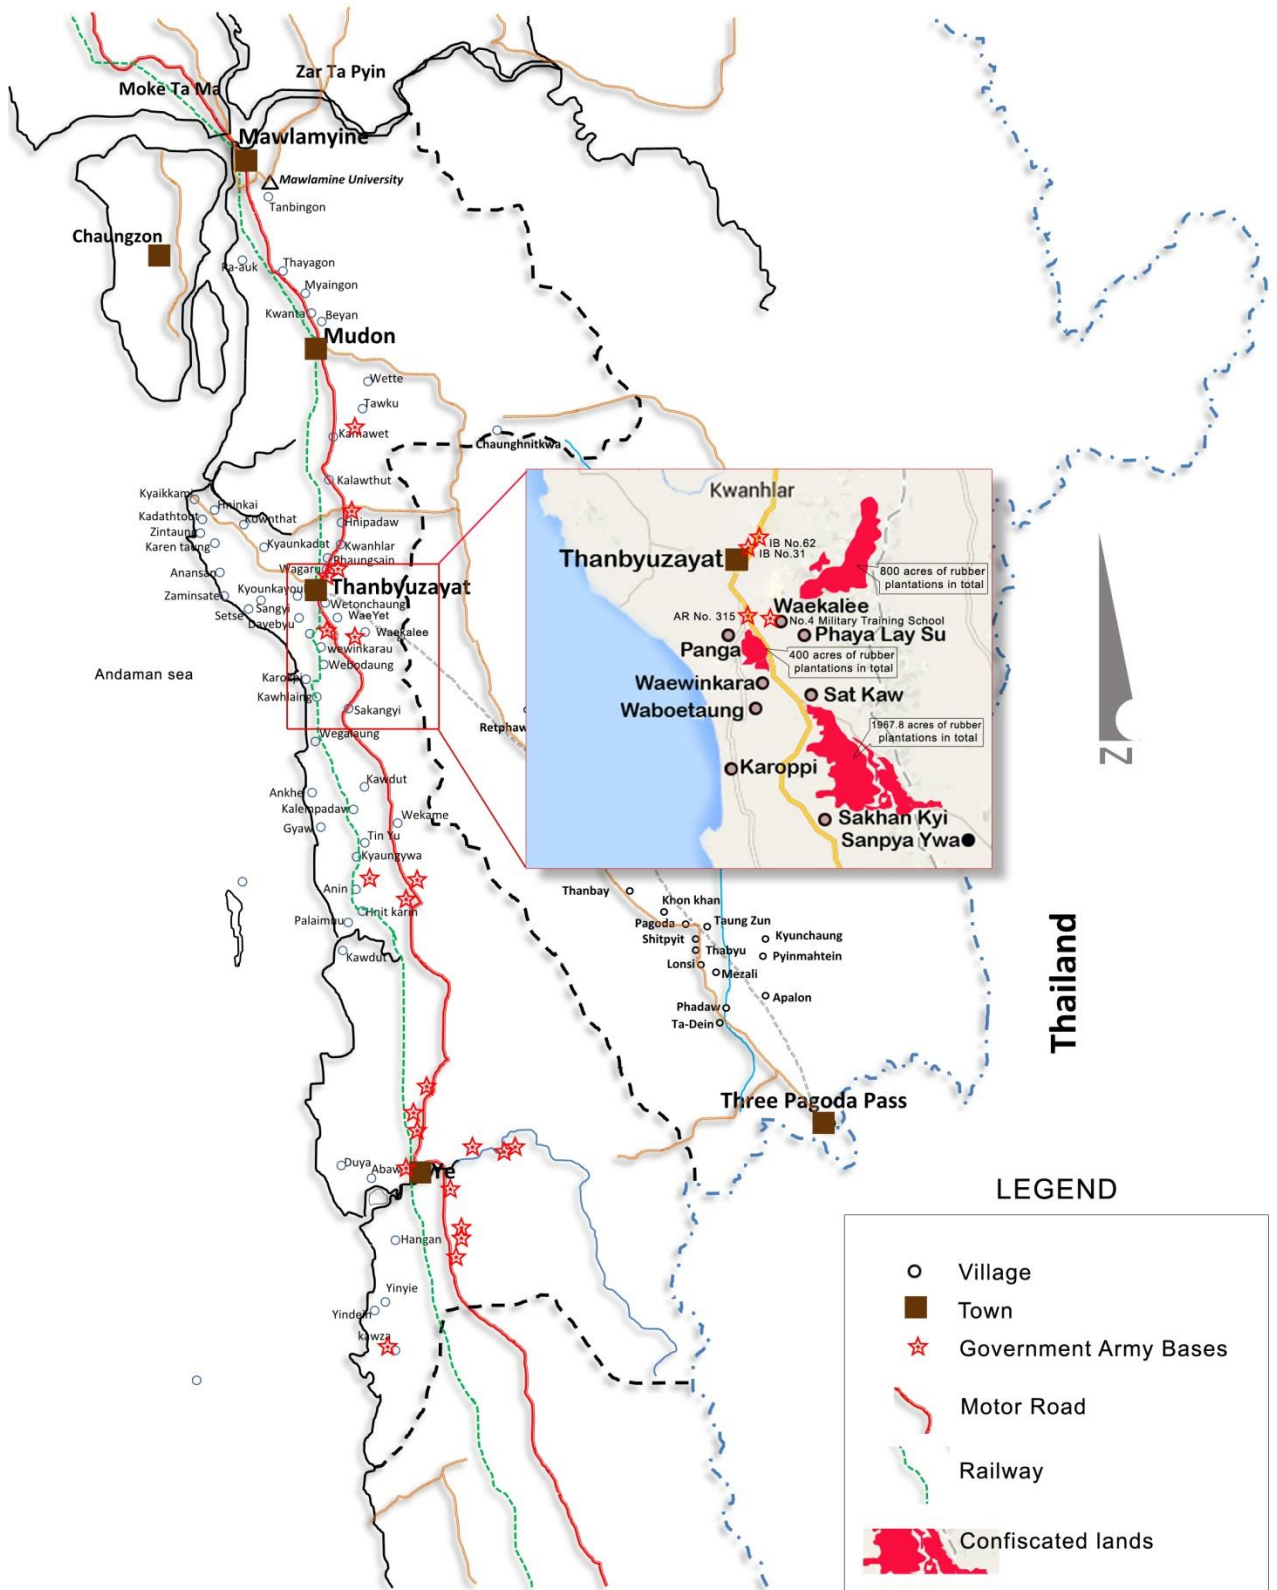 Moke Ta Ma
Zar Ta Pyin
Mawlamyine
Mawlamine University
Tanbingon
Chaungzon
Pa-auk
Thayagon
Myaingon
Kwanta
Beyan
Mudon
Wette
Tawku
Kamawet
Chaunghnitkwa
Kalawthut
Kyaikkami
Hninkai
Kadathtout
Kownthat
Zintaung
Karen taung
Kyaunkadat
Hnipadaw
Kwanhlar
Phaungsain
Wagaru
Anansan
Thanbyuzayat
Zaminsate
Kyounkayour
Sangyi
Setse
Dayebyu
Wetonchaung
WaeYet
Waekalee
wewinkarau
Webodaung
Andaman sea
Karokpi
Kawhlaing
Sakangyi
Retphaw
Wegalaung
Kawdut
Ankhe
Kalempadaw
Gyaw
Wekame
Tin Yu
Kyaungywa
Anin
Hnit karin
Palaimuu
Kawdut
Kwanhlar
IB No.62
IB No.31
Thanbyuzayat
800 acres of rubber
plantations in total
AR No. 315
Waekalee
No.4 Military Training School
Phaya Lay Su
Panga
400 acres of rubber
plantations in total
Waewinkara
Sat Kaw
Waboetaung
1967.8 acres of rubber
plantations in total
Karoppi
Sakhan Kyi
Sanpya Ywa
Z
Thanbay
Khon khan
Pagoda
Taung Zun
Shitpyit
Thabyu
Kyunchaung
Pyinmahtein
Lonsi
Mezali
Apalon
Phadaw
Ta-Dein
Thailand
Three Pagoda Pass
Duya
Abaw
Ye
Hangan
Yinyie
Yindein
kawza
LEGEND
Village
Town
Government Army Bases
Motor Road
Railway
Confiscated lands